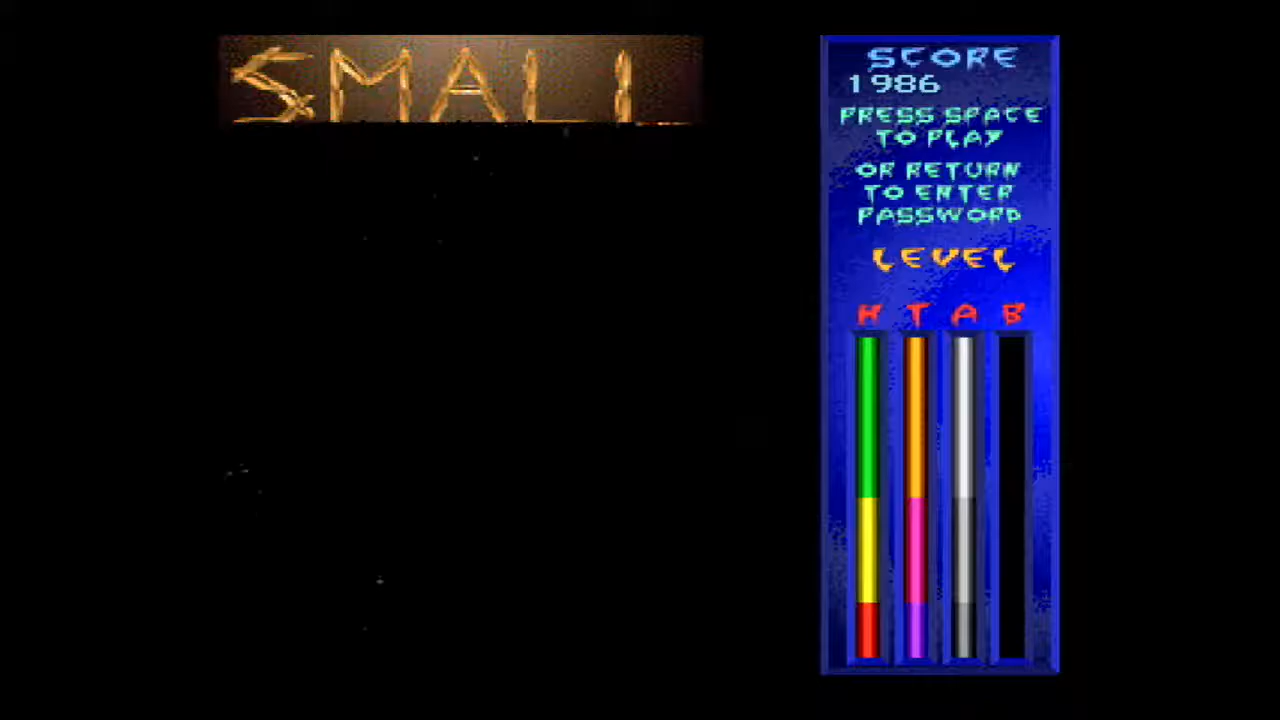 SMALL
SCORE
1986
PRESS SPACE
TO PLAY
OR RETURN
TO ENTER
PASSWORD
LEVEL
H T A B